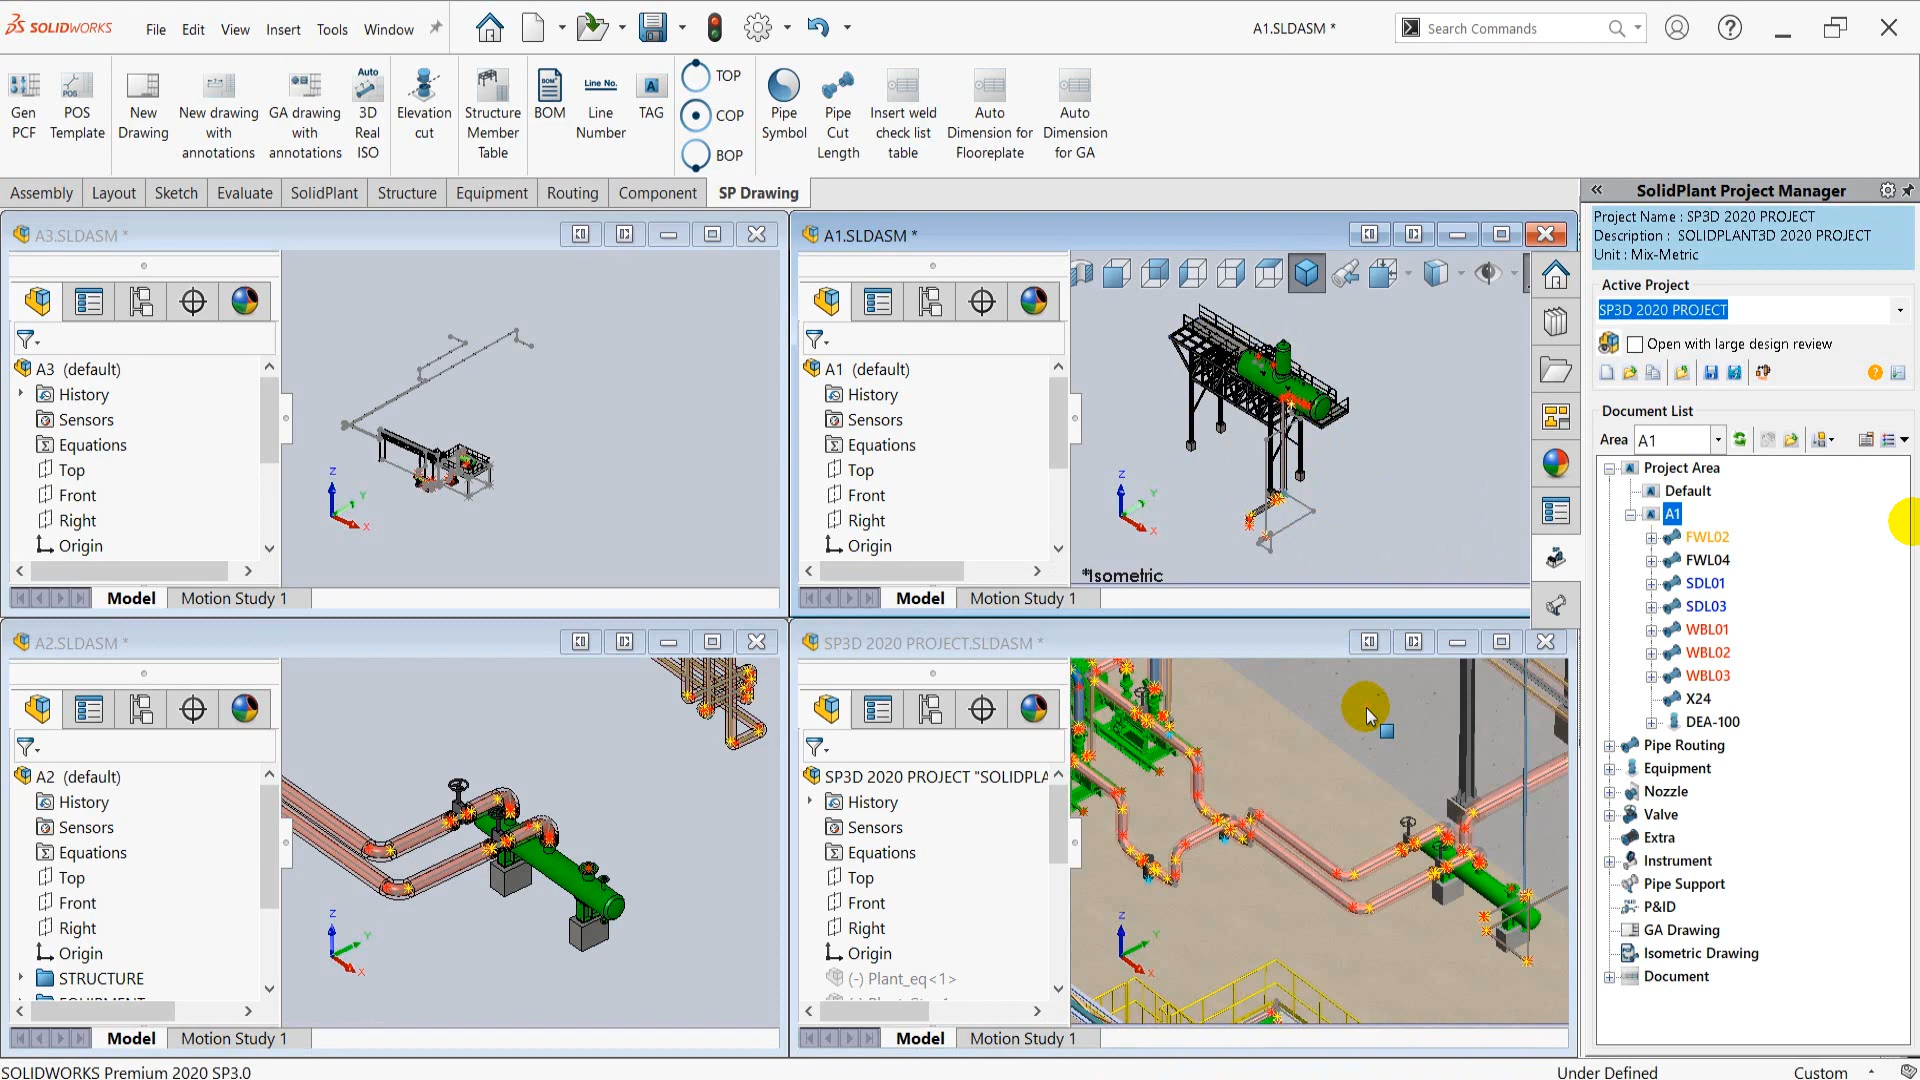 SOLIDWORKS
File Edit View Insert Tools Window
A1.SLDASM *
Search Commands
Gen PCF
POS Template
New Drawing
New drawing with annotations
GA drawing with annotations
Auto
3D Real ISO
Elevation cut
Structure Member Table
BOM
Line No.
Line Number
TAG
TOP
COP
BOP
Pipe Symbol
Pipe Cut Length
Insert weld check list table
Auto Dimension for Flooreplate
Auto Dimension for GA
Assembly Layout Sketch Evaluate SolidPlant Structure Equipment Routing Component SP Drawing
A3.SLDASM *
A3 (default)
History
Sensors
Equations
Top
Front
Right
Origin
Z
Y
X
Model Motion Study 1
A1.SLDASM *
A1 (default)
History
Sensors
Equations
Top
Front
Right
Origin
Z
Y
X
*Isometric
Model Motion Study 1
A2.SLDASM *
A2 (default)
History
Sensors
Equations
Top
Front
Right
Origin
STRUCTURE
Z
Y
X
Model Motion Study 1
SP3D 2020 PROJECT.SLDASM *
SP3D 2020 PROJECT "SOLIDPLA
History
Sensors
Equations
Top
Front
Right
Origin
(-) Plant_eq<1>
Z
Y
X
Model Motion Study 1
SolidPlant Project Manager
Project Name : SP3D 2020 PROJECT
Description : SOLIDPLANT3D 2020 PROJECT
Unit : Mix-Metric
Active Project
SP3D 2020 PROJECT
Open with large design review
Document List
Area A1
Project Area
Default
A1
FWL02
FWL04
SDL01
SDL03
WBL01
WBL02
WBL03
X24
DEA-100
Pipe Routing
Equipment
Nozzle
Valve
Extra
Instrument
Pipe Support
P&ID
GA Drawing
Isometric Drawing
Document
SOLIDWORKS Premium 2020 SP3.0
Under Defined
Custom